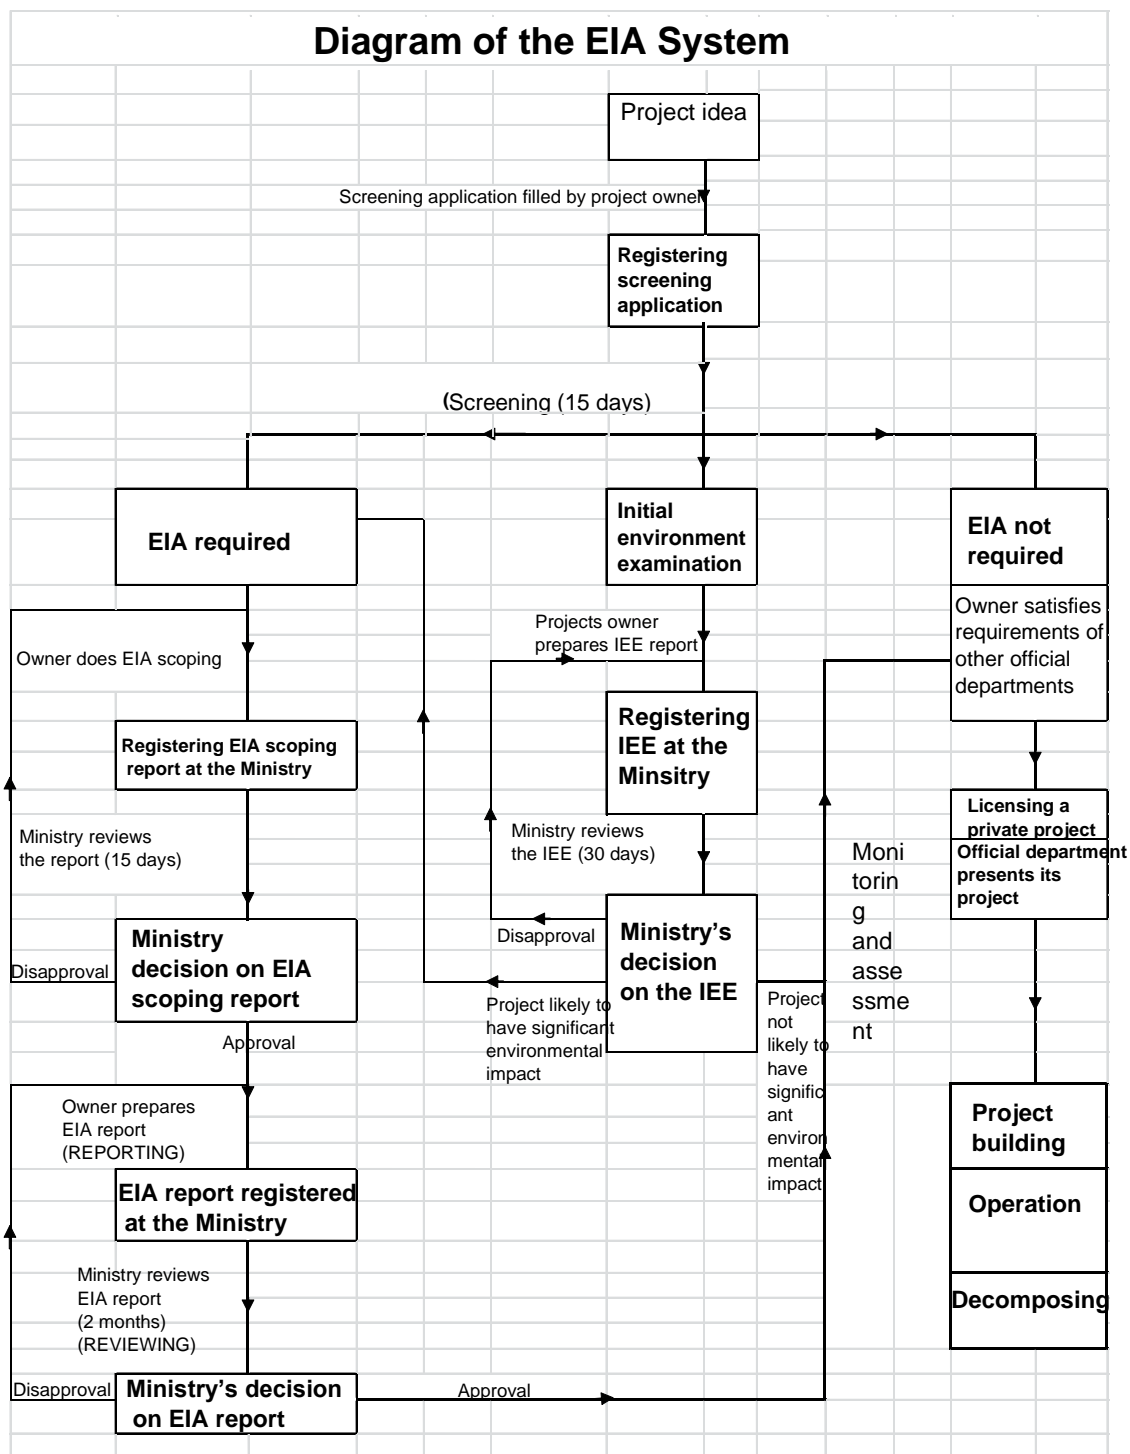 Diagram of the EIA System
Project idea
Screening application filled by project owner
Registering
screening
application
(Screening (15 days)
EIA required
Initial
environment
examination
EIA not
required
Owner satisfies
requirements of
other official
departments
Projects owner
prepares IEE report
Owner does EIA scoping
Registering EIA scoping
report at the Ministry
Registering
IEE at the
Minsitry
Licensing a
private project
Official department
presents its
project
Ministry reviews
the report (15 days)
Ministry reviews
the IEE (30 days)
Moni
torin
g
and
asse
ssme
nt
Ministry
decision on EIA
scoping report
Disapproval
Disapproval
Ministry's
decision
on the IEE
Project likely to
have significant
environmental
impact
Project
not
likely to
have
signific
ant
environ
mental
impact
Approval
Owner prepares
EIA report
(REPORTING)
EIA report registered
at the Ministry
Project
building
Operation
Decomposing
Ministry reviews
EIA report
(2 months)
(REVIEWING)
Disapproval
Ministry's decision
on EIA report
Approval